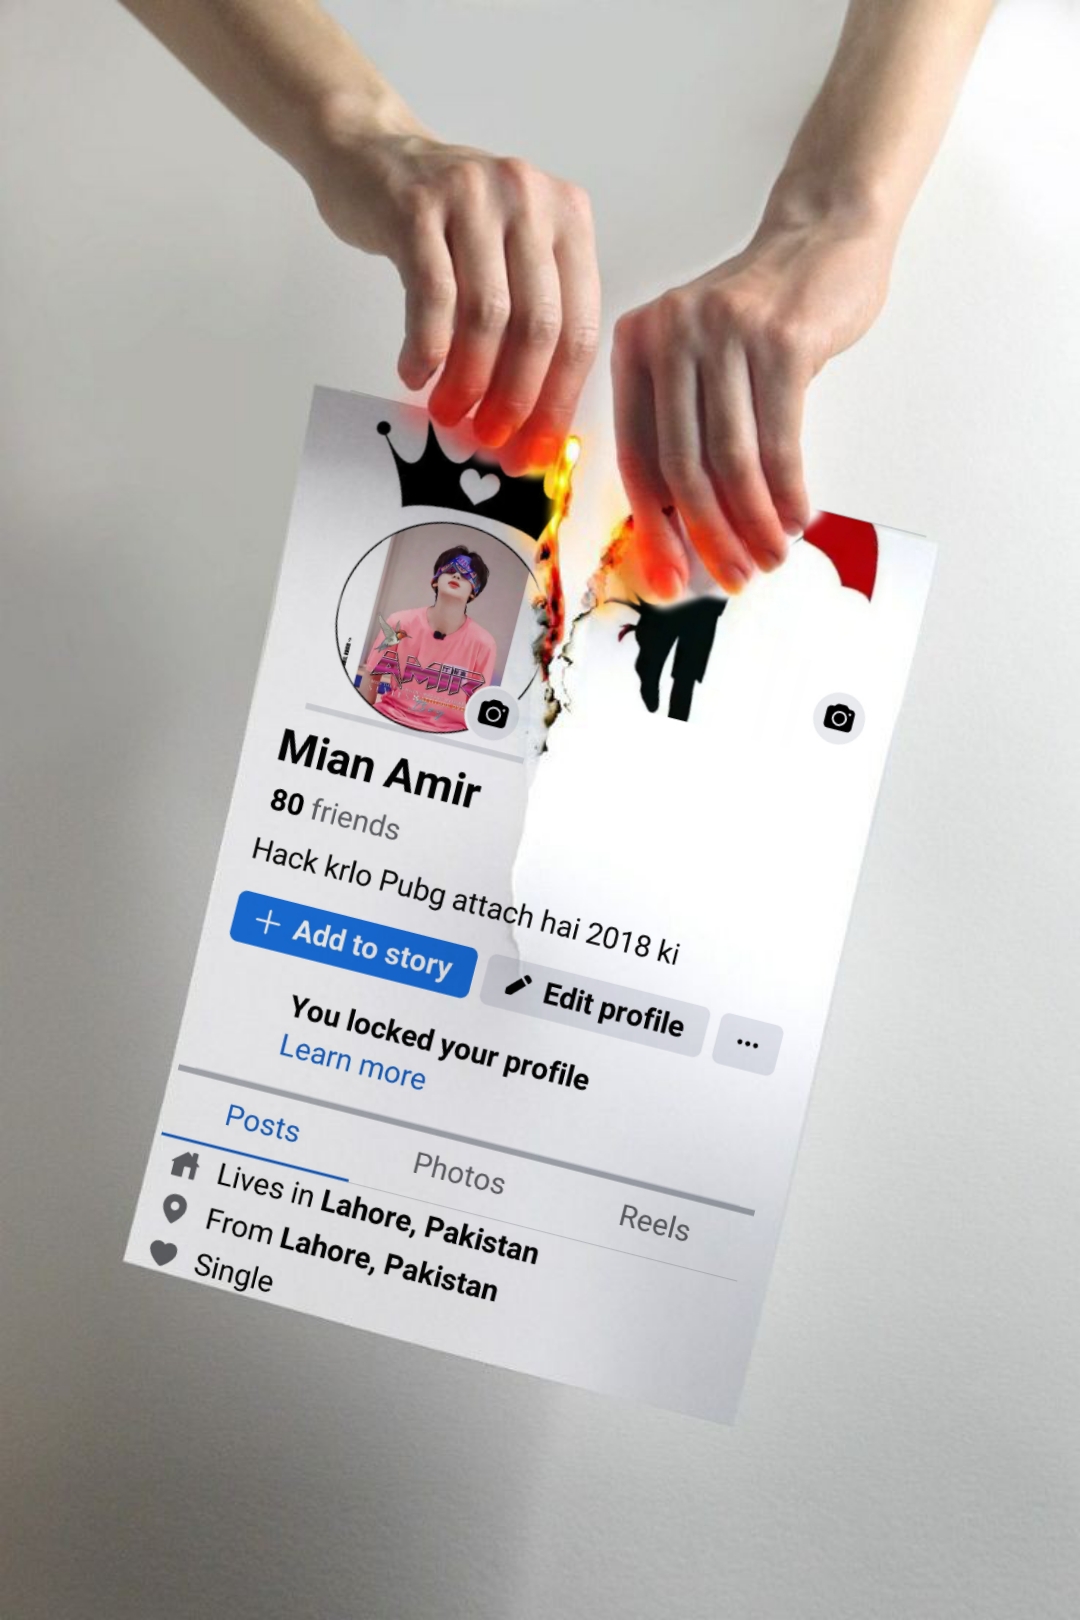 AMIR
Mian Amir
80 friends
Hack krlo Pubg attach hai 2018 ki
+ Add to story
Edit profile
...
You locked your profile
Learn more
Posts
Photos
Reels
Lives in Lahore, Pakistan
From Lahore, Pakistan
Single